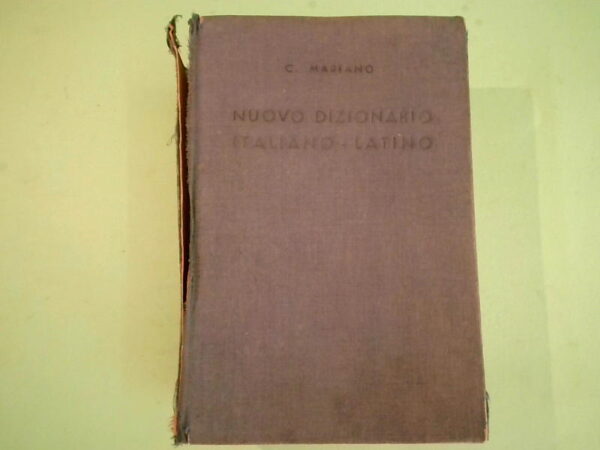 C. MARIANO
NUOVO DIZIONARIO
ITALIANO - LATINO